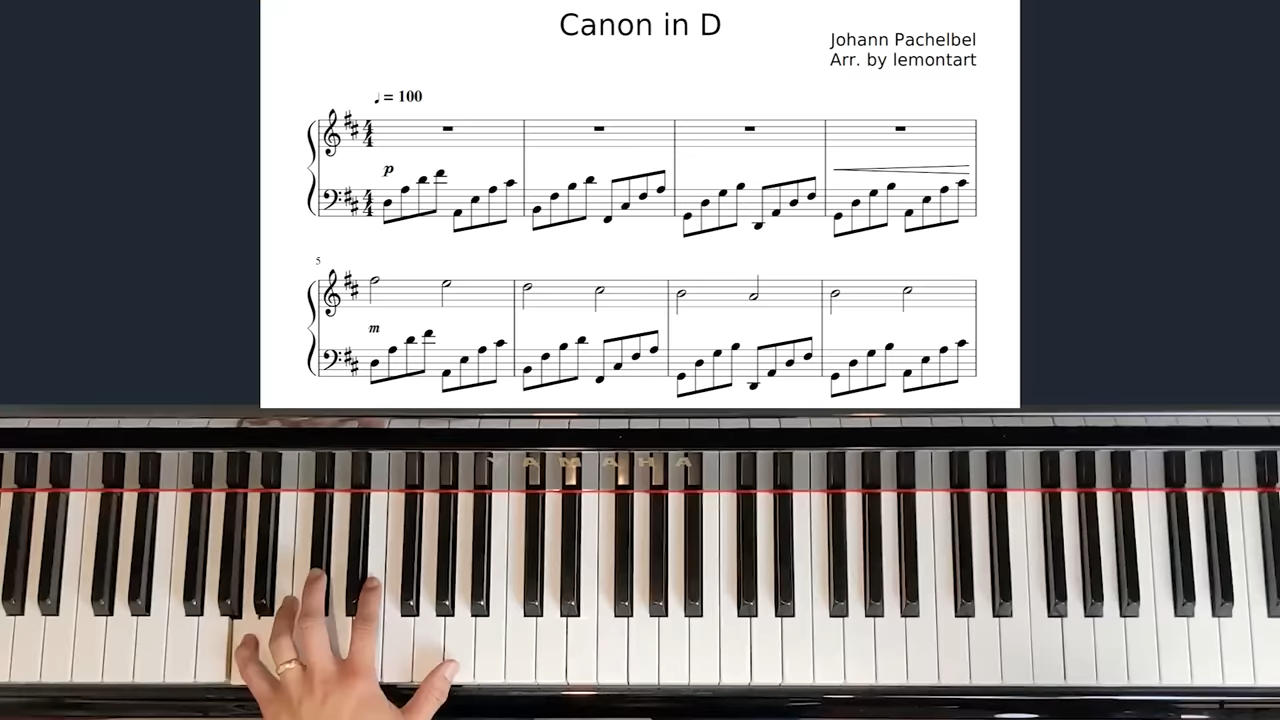 Canon in D
Johann Pachelbel
Arr. by lemontart
♩ = 100
p
5
m
YAMAHA